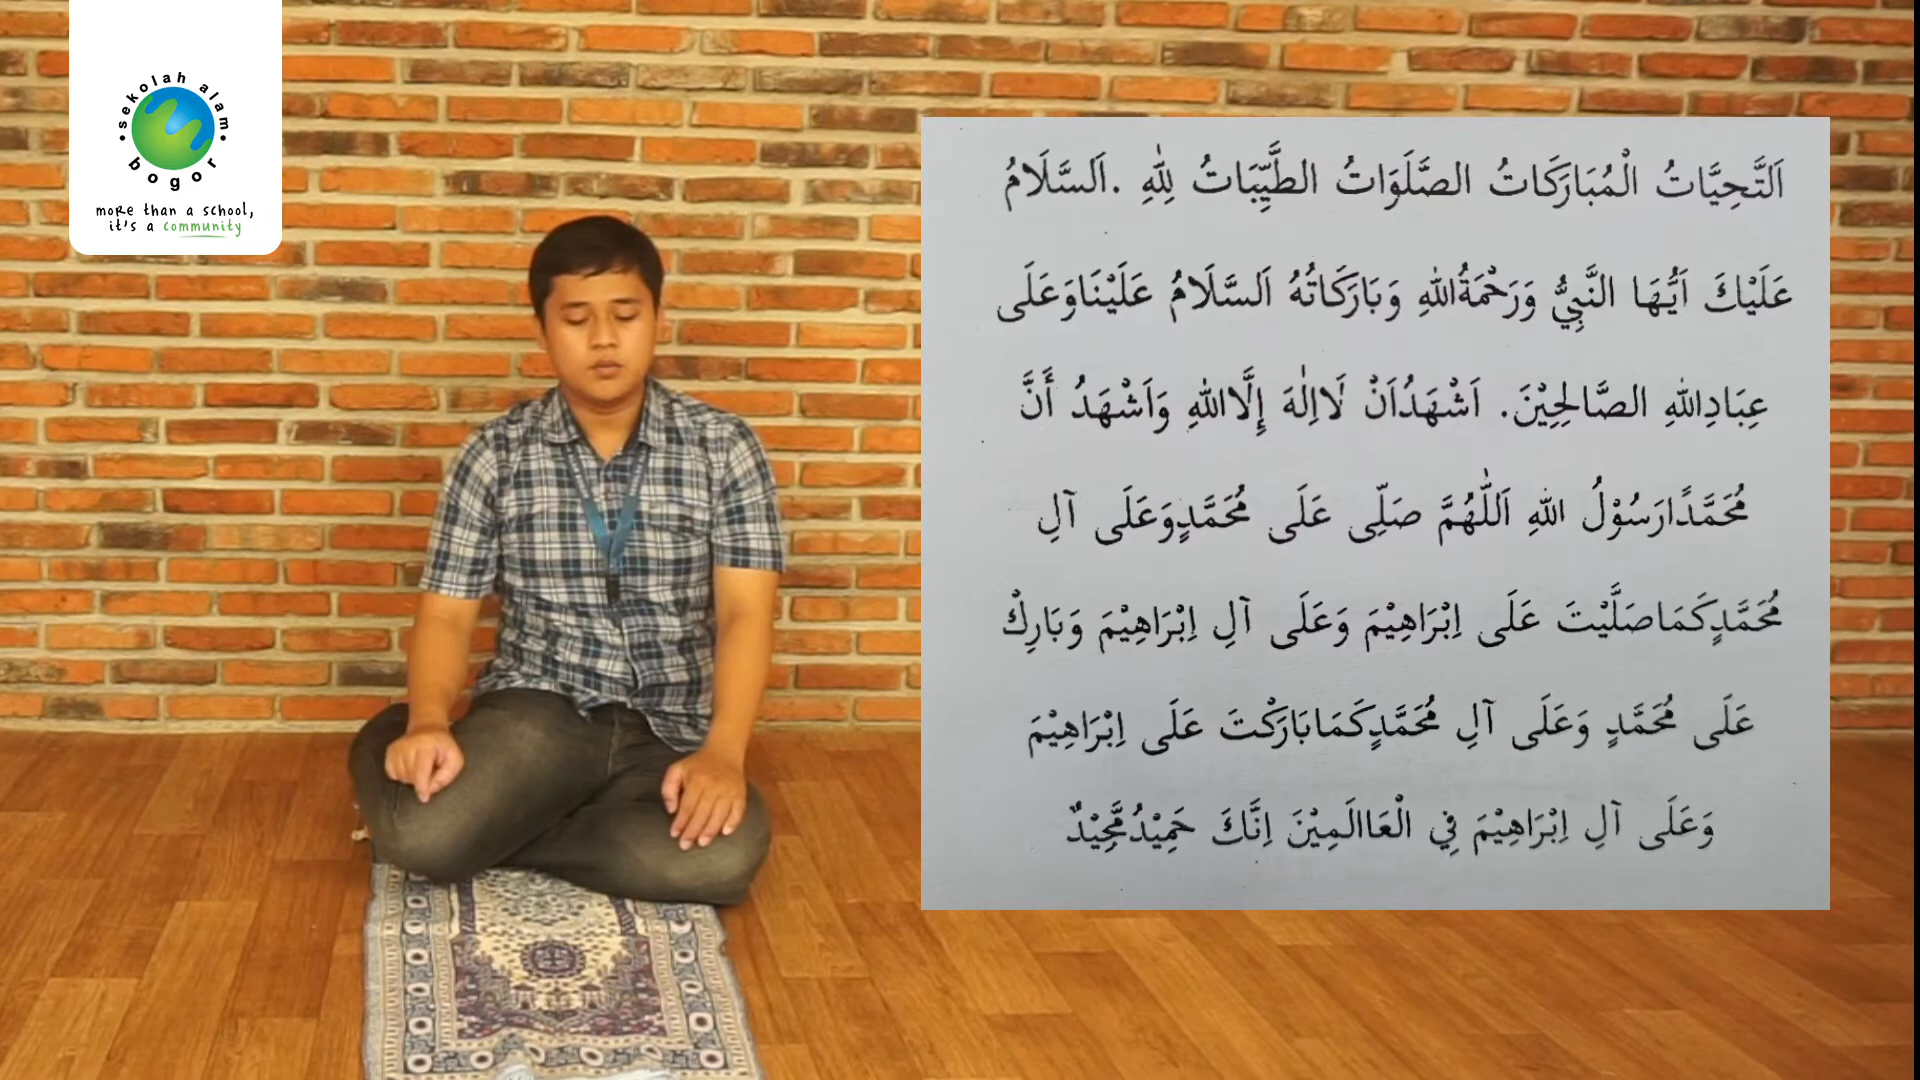 sekolah alam
bogor
more than a school,
it's a community
اَلتَّحِيَّاتُ الْمُبَارَكَاتُ الصَّلَوَاتُ الطَّيِّبَاتُ لِلّٰهِ .اَلسَّلَامُ
عَلَيْكَ اَيُّهَا النَّبِيُّ وَرَحْمَةُاللهِ وَبَارَكَاتُهُ اَلسَّلَامُ عَلَيْنَاوَعَلَى
عِبَادِاللهِ الصَّالِحِيْنَ. اَشْهَدُاَنْ لَااِلٰهَ إِلَّااللهِ وَاَشْهَدُ أَنَّ
مُحَمَّدًارَسُوْلُ اللهِ اَللّٰهُمَّ صَلِّى عَلَى مُحَمَّدٍوَعَلَى آلِ
مُحَمَّدٍكَمَاصَلَّيْتَ عَلَى اِبْرَاهِيْمَ وَعَلَى آلِ اِبْرَاهِيْمَ وَبَارِكْ
عَلَى مُحَمَّدٍ وَعَلَى آلِ مُحَمَّدٍكَمَابَارَكْتَ عَلَى اِبْرَاهِيْمَ
وَعَلَى آلِ اِبْرَاهِيْمَ فِي الْعَاالَمِيْنَ اِنَّكَ حَمِيْدُمَّجِيْدٌ